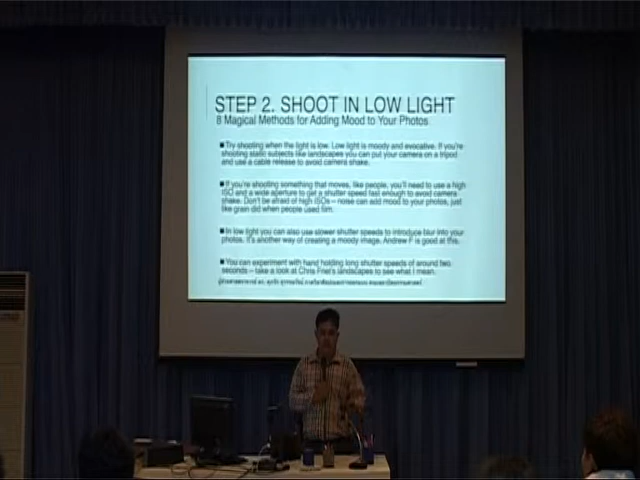 STEP 2. SHOOT IN LOW LIGHT
8 Magical Methods for Adding Mood to Your Photos
Try shooting when the light is low. Low light is moody and evocative. If you're
shooting static subjects like landscapes you can put your camera on a tripod
and use a cable release to avoid camera shake.
If you're shooting something that moves, like people, you'll need to use a high
ISO and a wide aperture to get a shutter speed fast enough to avoid camera
shake. Don't be afraid of high ISOs – noise can add mood to your photos, just
like grain did when people used film.
In low light you can also use slower shutter speeds to introduce blur into your
photos. It's another way of creating a moody image. Andrew F is good at this.
You can experiment with hand holding long shutter speeds of around two
seconds – take a look at Chris Friel's landscapes to see what I mean.